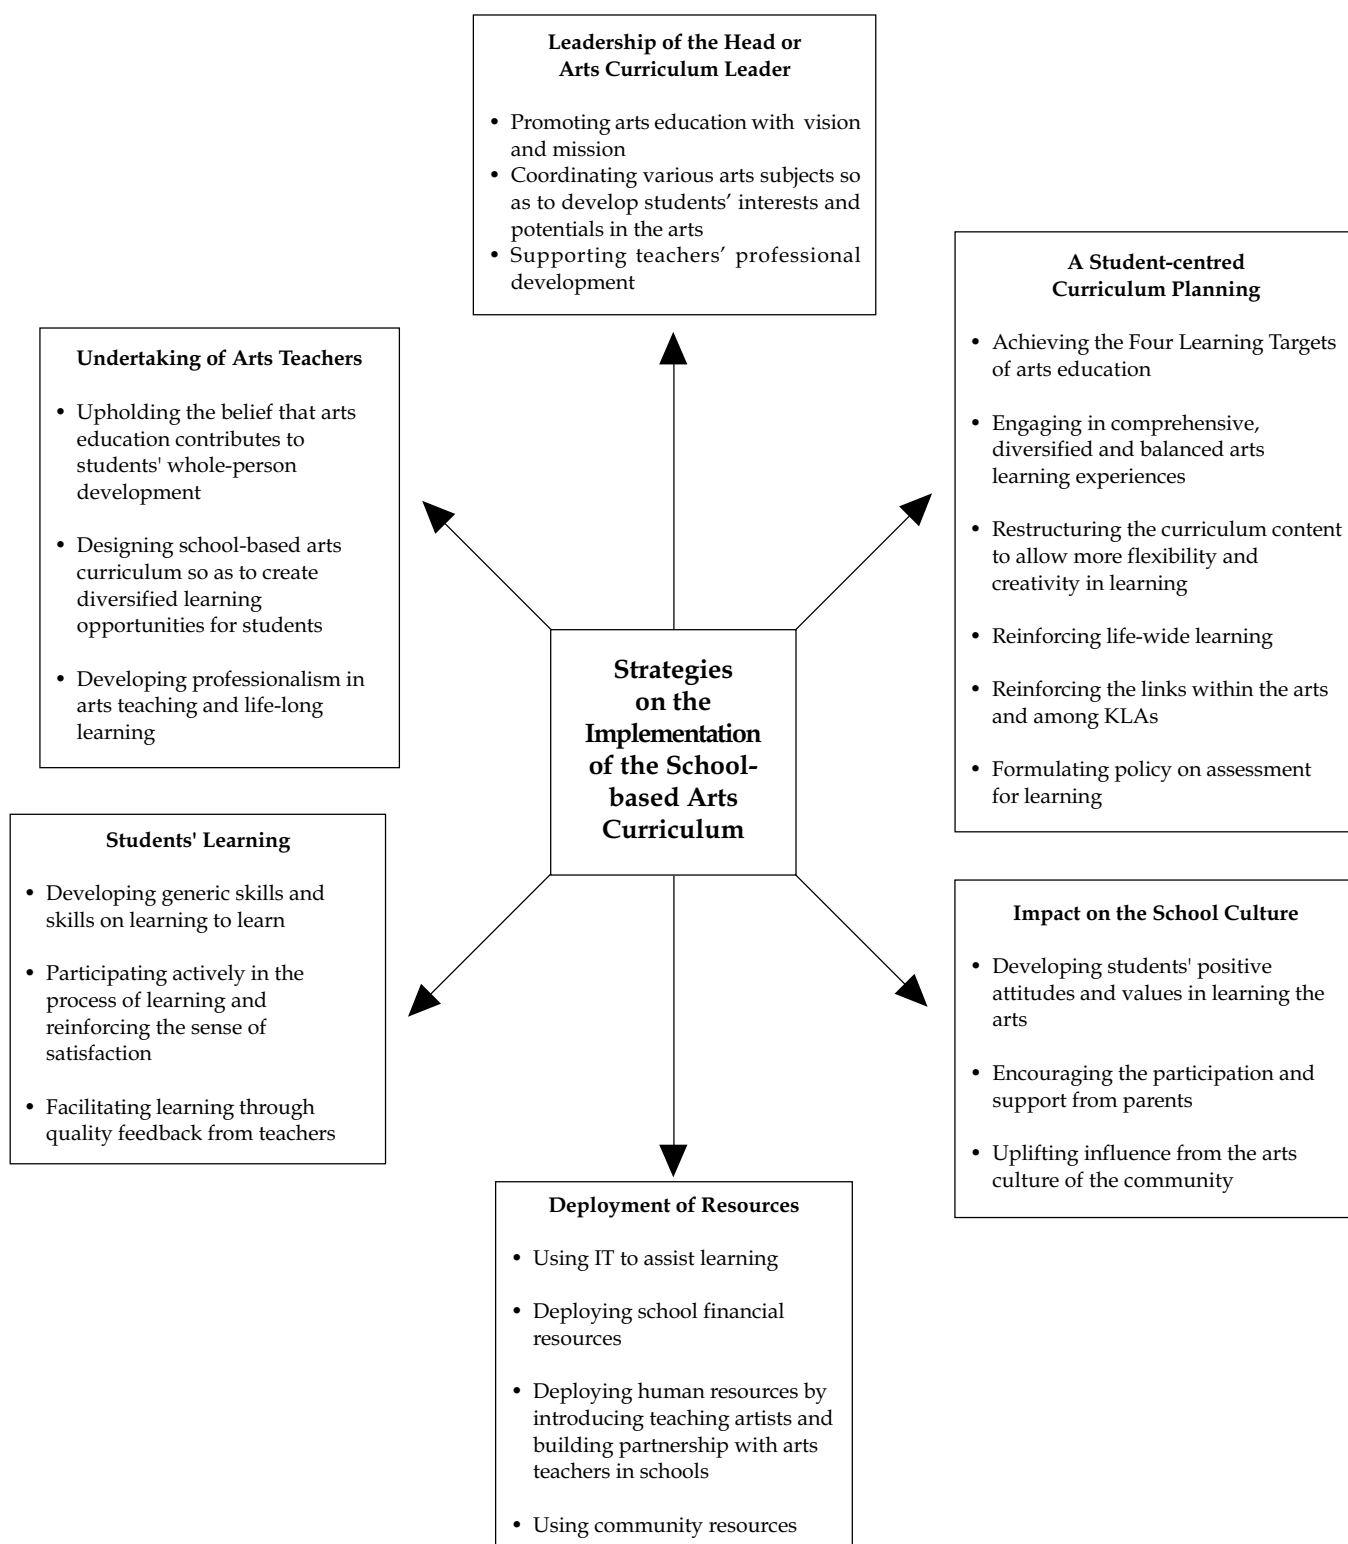 Leadership of the Head or
Arts Curriculum Leader
• Promoting arts education with vision
and mission
• Coordinating various arts subjects so
as to develop students’ interests and
potentials in the arts
• Supporting teachers’ professional
development
A Student-centred
Curriculum Planning
• Achieving the Four Learning Targets
of arts education
• Engaging in comprehensive,
diversified and balanced arts
learning experiences
• Restructuring the curriculum content
to allow more flexibility and
creativity in learning
• Reinforcing life-wide learning
• Reinforcing the links within the arts
and among KLAs
• Formulating policy on assessment
for learning
Undertaking of Arts Teachers
• Upholding the belief that arts
education contributes to
students' whole-person
development
• Designing school-based arts
curriculum so as to create
diversified learning
opportunities for students
• Developing professionalism in
arts teaching and life-long
learning
Strategies
on the
Implementation
of the School-
based Arts
Curriculum
Students' Learning
• Developing generic skills and
skills on learning to learn
• Participating actively in the
process of learning and
reinforcing the sense of
satisfaction
• Facilitating learning through
quality feedback from teachers
Impact on the School Culture
• Developing students' positive
attitudes and values in learning the
arts
• Encouraging the participation and
support from parents
• Uplifting influence from the arts
culture of the community
Deployment of Resources
• Using IT to assist learning
• Deploying school financial
resources
• Deploying human resources by
introducing teaching artists and
building partnership with arts
teachers in schools
• Using community resources